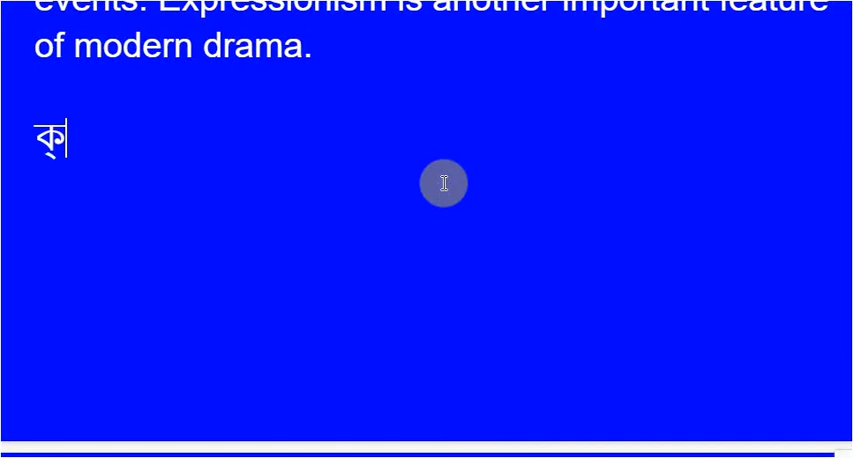 events. Expressionism is another important feature
of modern drama.
ক্